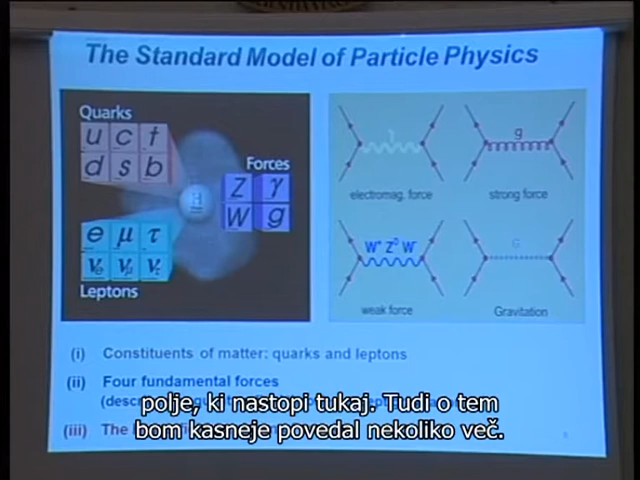 The Standard Model of Particle Physics
Quarks
u c t
d s b
Forces
Z γ
W g
H
e μ τ
νe νμ ντ
Leptons
γ
electromag. force
g
strong force
W⁺ Z⁰ W⁻
weak force
G
Gravitation
(i) Constituents of matter: quarks and leptons
(ii) Four fundamental forces
(iii) The
polje, ki nastopi tukaj. Tudi o tem
bom kasneje povedal nekoliko več.